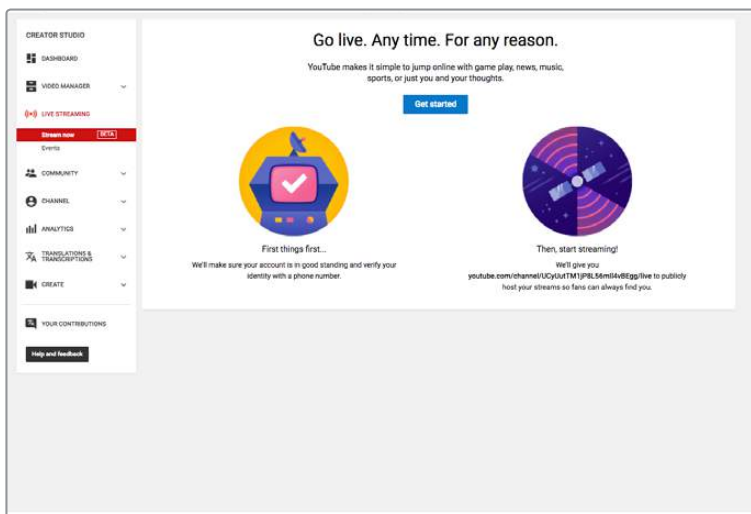 CREATOR STUDIO
DASHBOARD
VIDEO MANAGER
LIVE STREAMING
Stream now BETA
Events
COMMUNITY
CHANNEL
ANALYTICS
TRANSLATIONS &
TRANSCRIPTIONS
CREATE
YOUR CONTRIBUTIONS
Help and feedback
Go live. Any time. For any reason.
YouTube makes it simple to jump online with game play, news, music,
sports, or just you and your thoughts.
Get started
First things first...
We'll make sure your account is in good standing and verify your
identity with a phone number.
Then, start streaming!
We'll give you
to publicly
host your streams so fans can always find you.